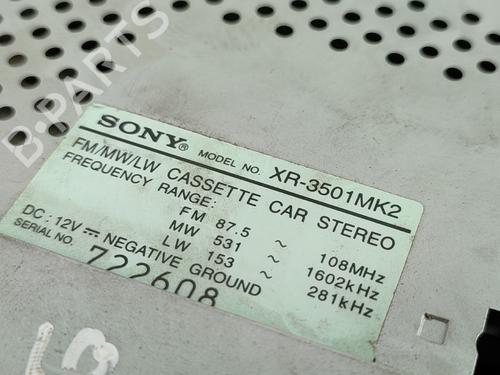 B-PARTS
SONY® MODEL NO. XR-3501MK2
FM/MW/LW CASSETTE CAR STEREO
FREQUENCY RANGE:
FM 87.5 ~ 108MHz
MW 531 ~ 1602kHz
LW 153 ~ 281kHz
DC : 12V ⎓ NEGATIVE GROUND
SERIAL NO. 722608